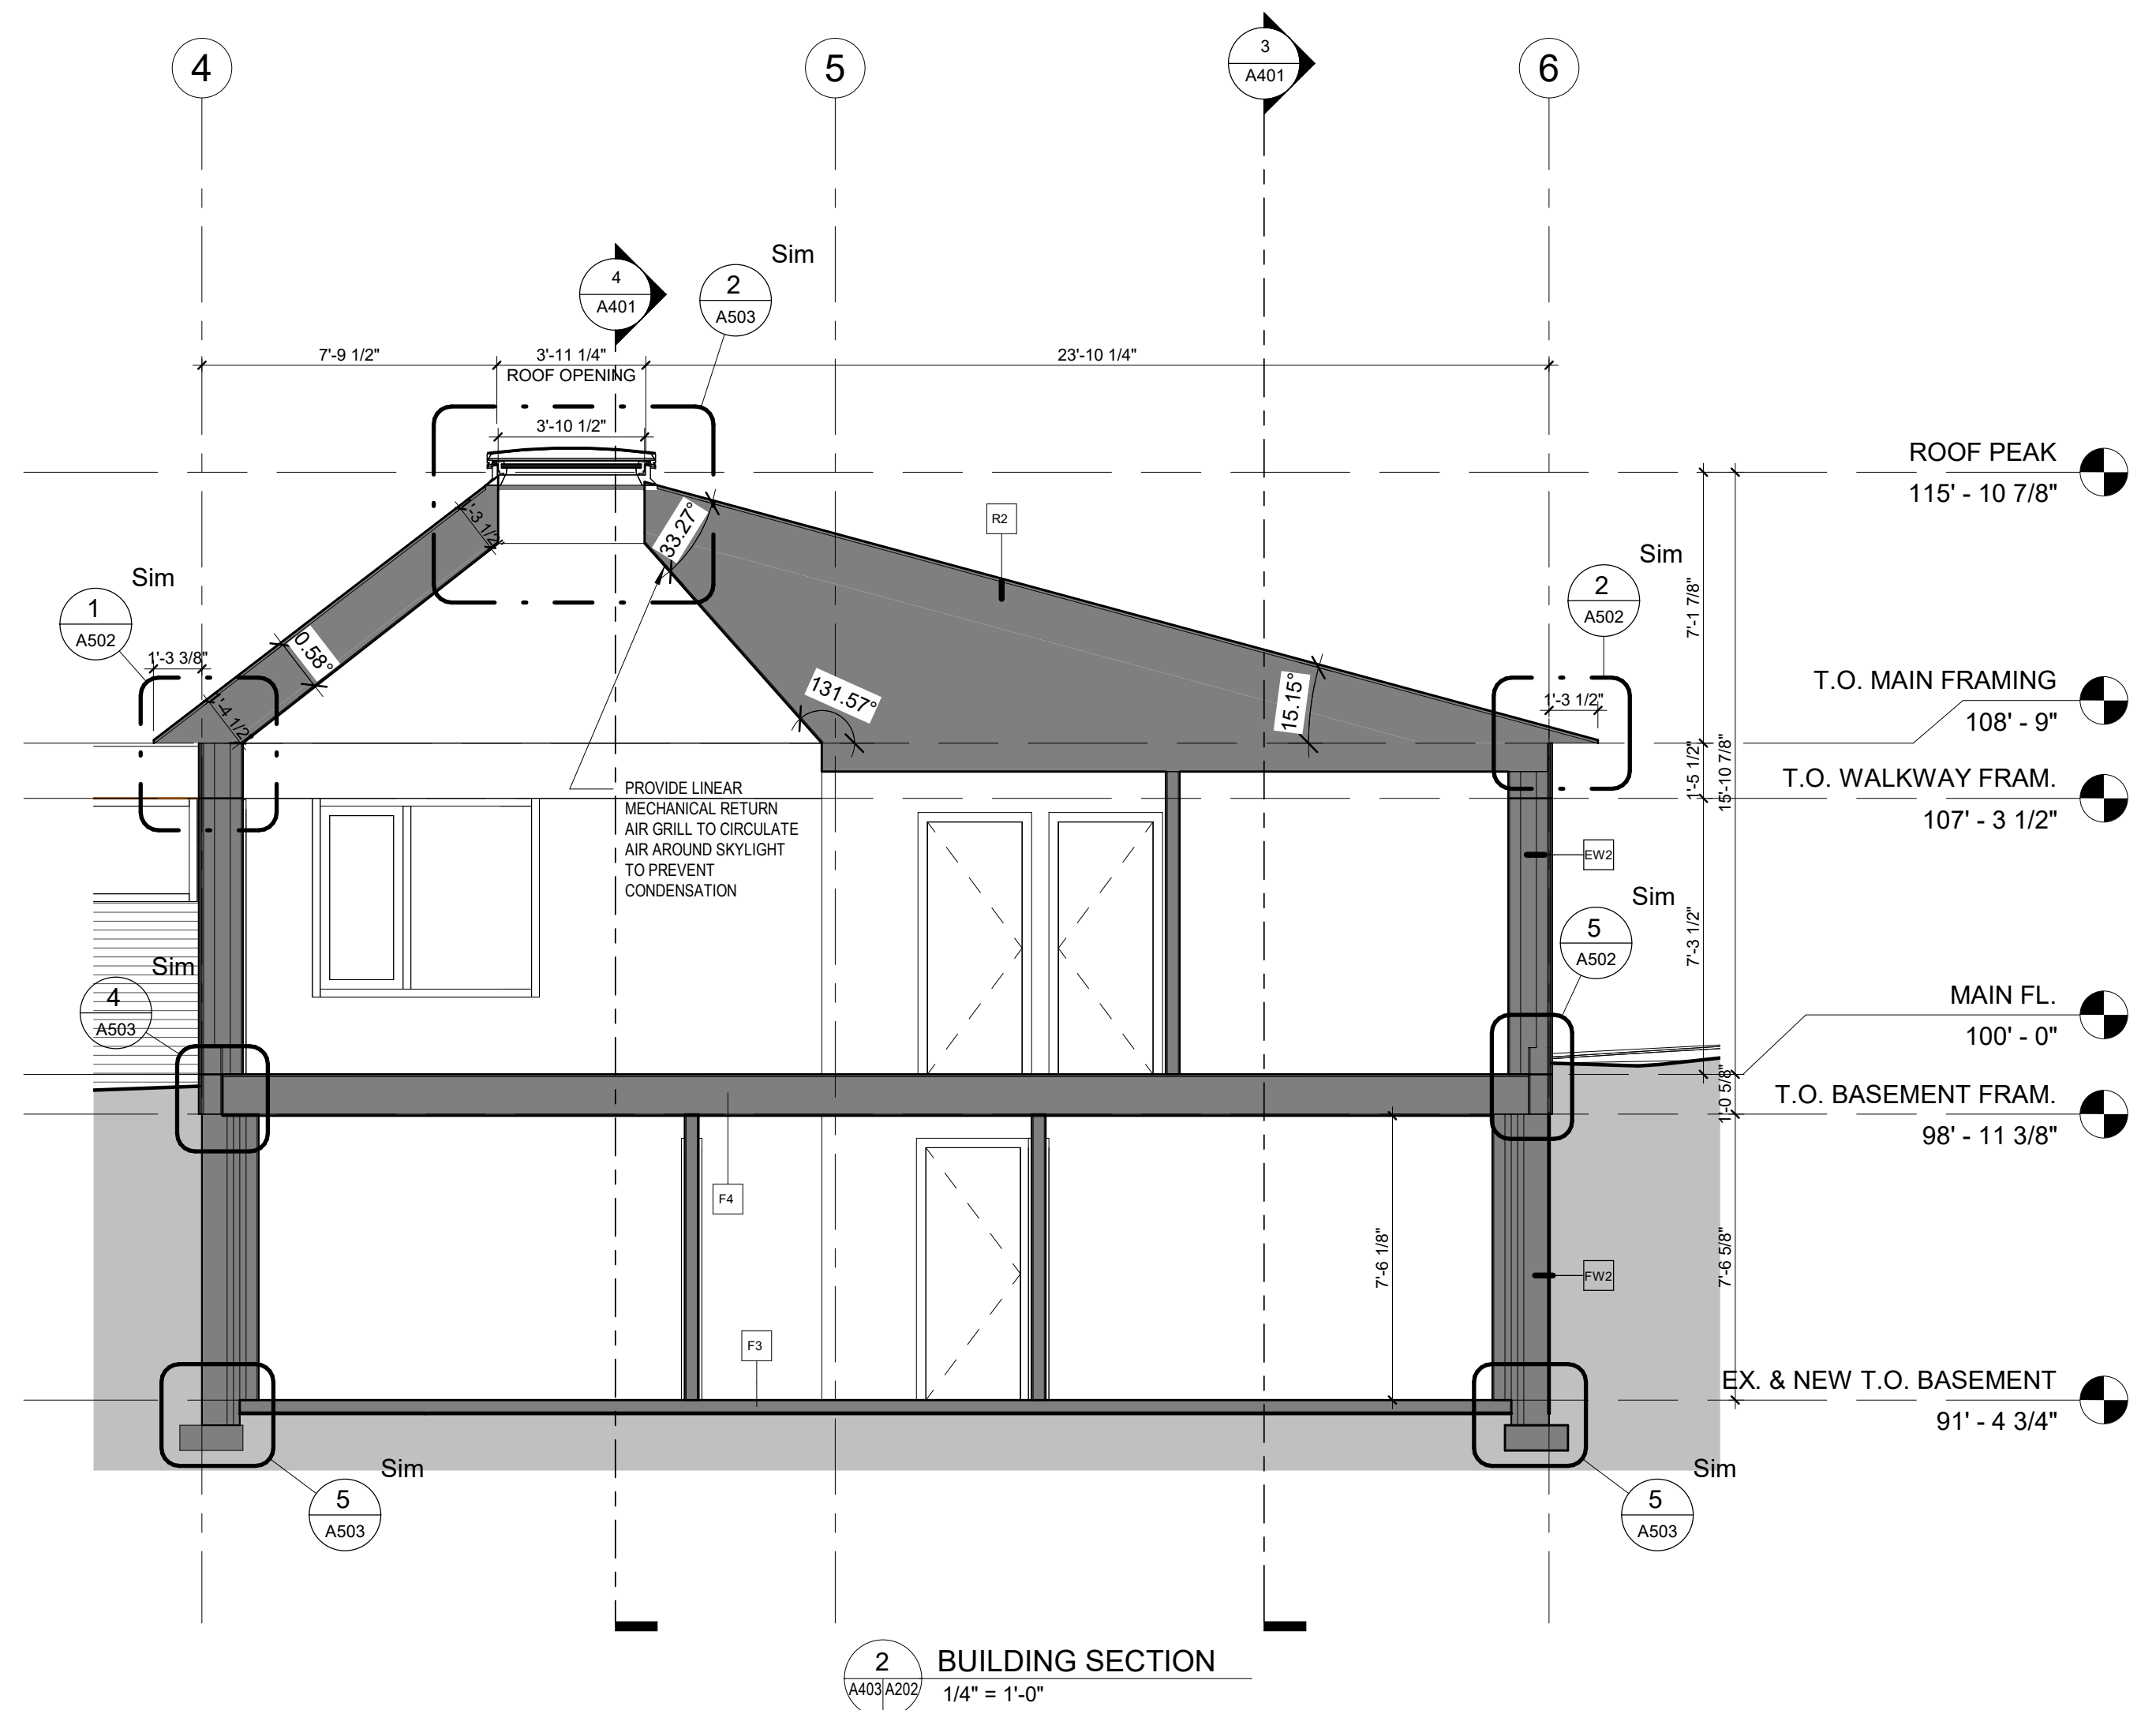 4
5
3
A401
6
Sim
4
A401
2
A503
7'-9 1/2"
3'-11 1/4"
23'-10 1/4"
ROOF OPENING
3'-10 1/2"
ROOF PEAK
115' - 10 7/8"
33.27°
R2
Sim
Sim
1
A502
2
A502
7'-1 7/8"
0.58°
1'-3 3/8"
131.57°
15.15°
1'-3 1/2"
T.O. MAIN FRAMING
108' - 9"
1'-5 1/2"
15'-10 7/8"
T.O. WALKWAY FRAM.
107' - 3 1/2"
PROVIDE LINEAR
MECHANICAL RETURN
AIR GRILL TO CIRCULATE
AIR AROUND SKYLIGHT
TO PREVENT
CONDENSATION
EW2
Sim
5
A502
7'-3 1/2"
Sim
4
A503
MAIN FL.
100' - 0"
1'-0 5/8"
T.O. BASEMENT FRAM.
98' - 11 3/8"
F4
7'-6 1/8"
7'-6 5/8"
FW2
F3
EX. & NEW T.O. BASEMENT
91' - 4 3/4"
Sim
5
A503
Sim
5
A503
2
A403 A202
BUILDING SECTION
1/4" = 1'-0"